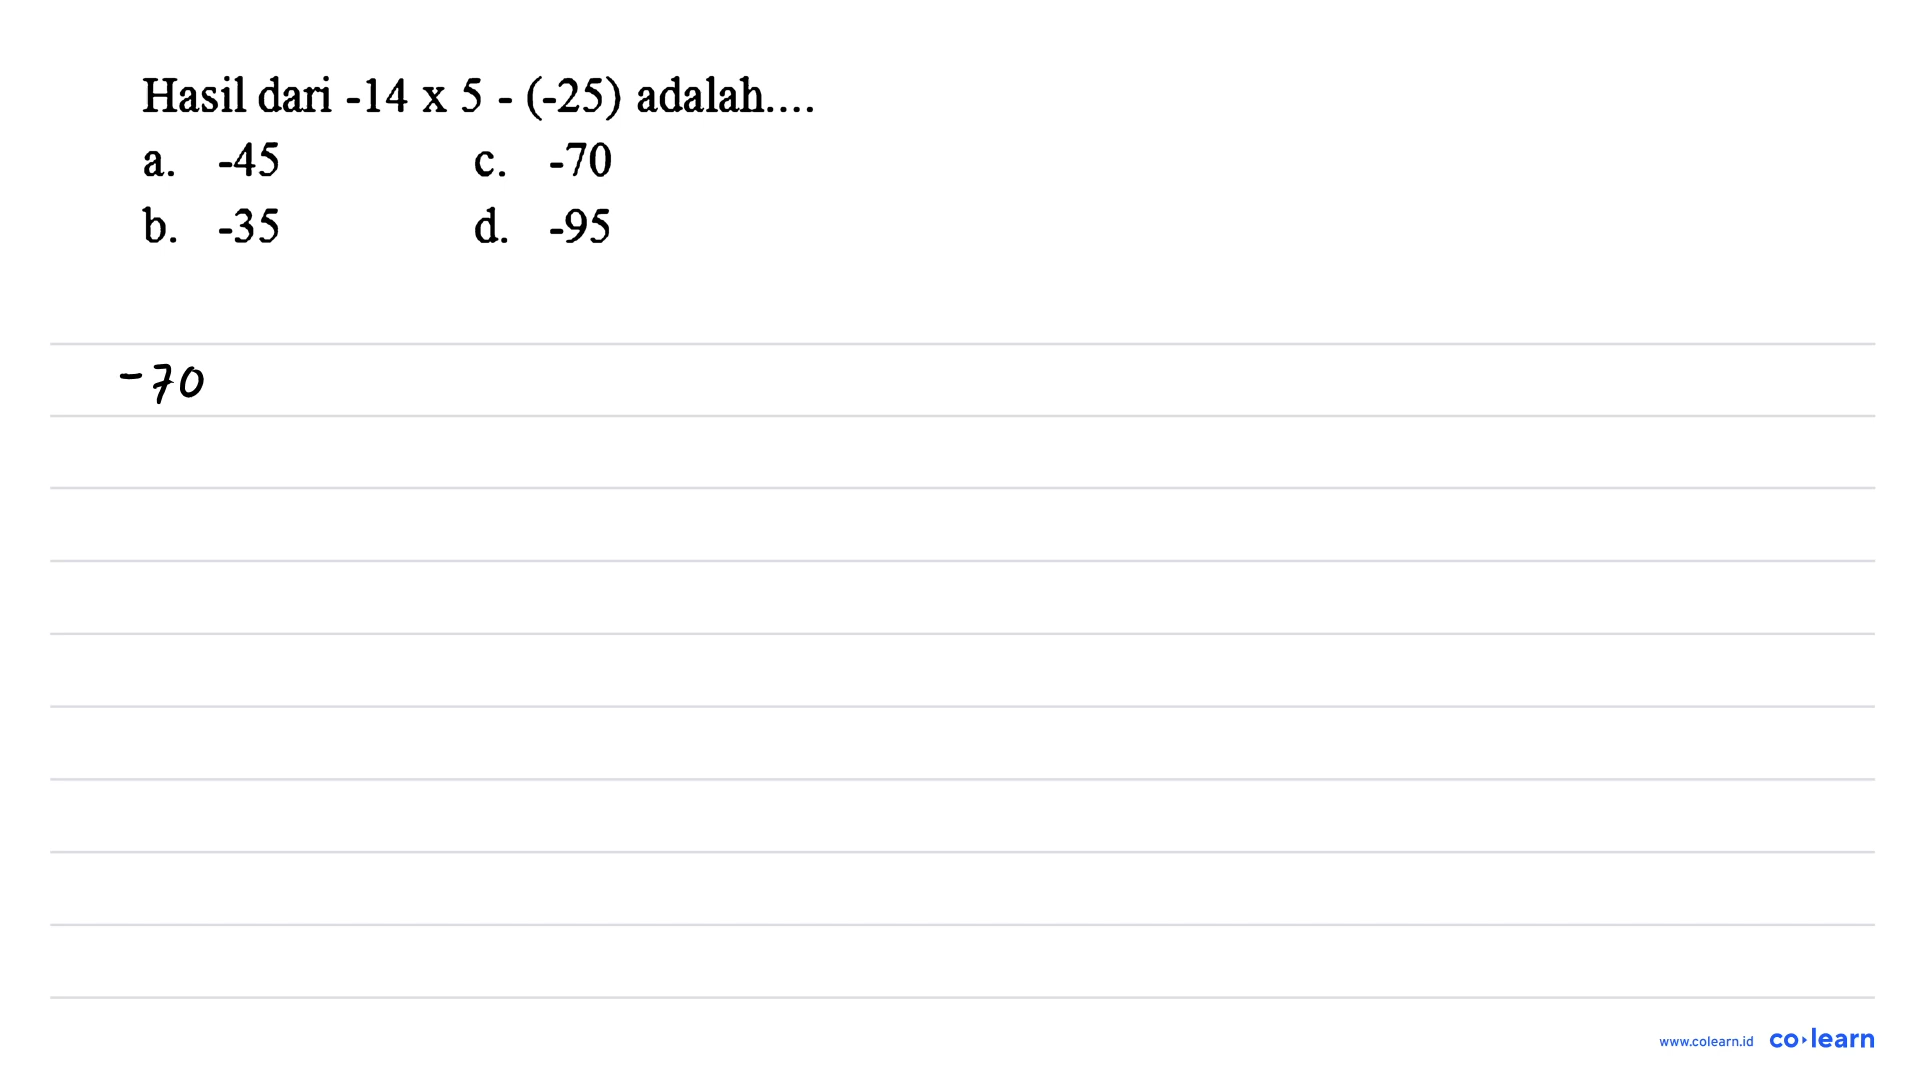 Hasil dari -14 x 5 - (-25) adalah....
a. -45 c. -70
b. -35 d. -95
-70
www.colearn.id co learn